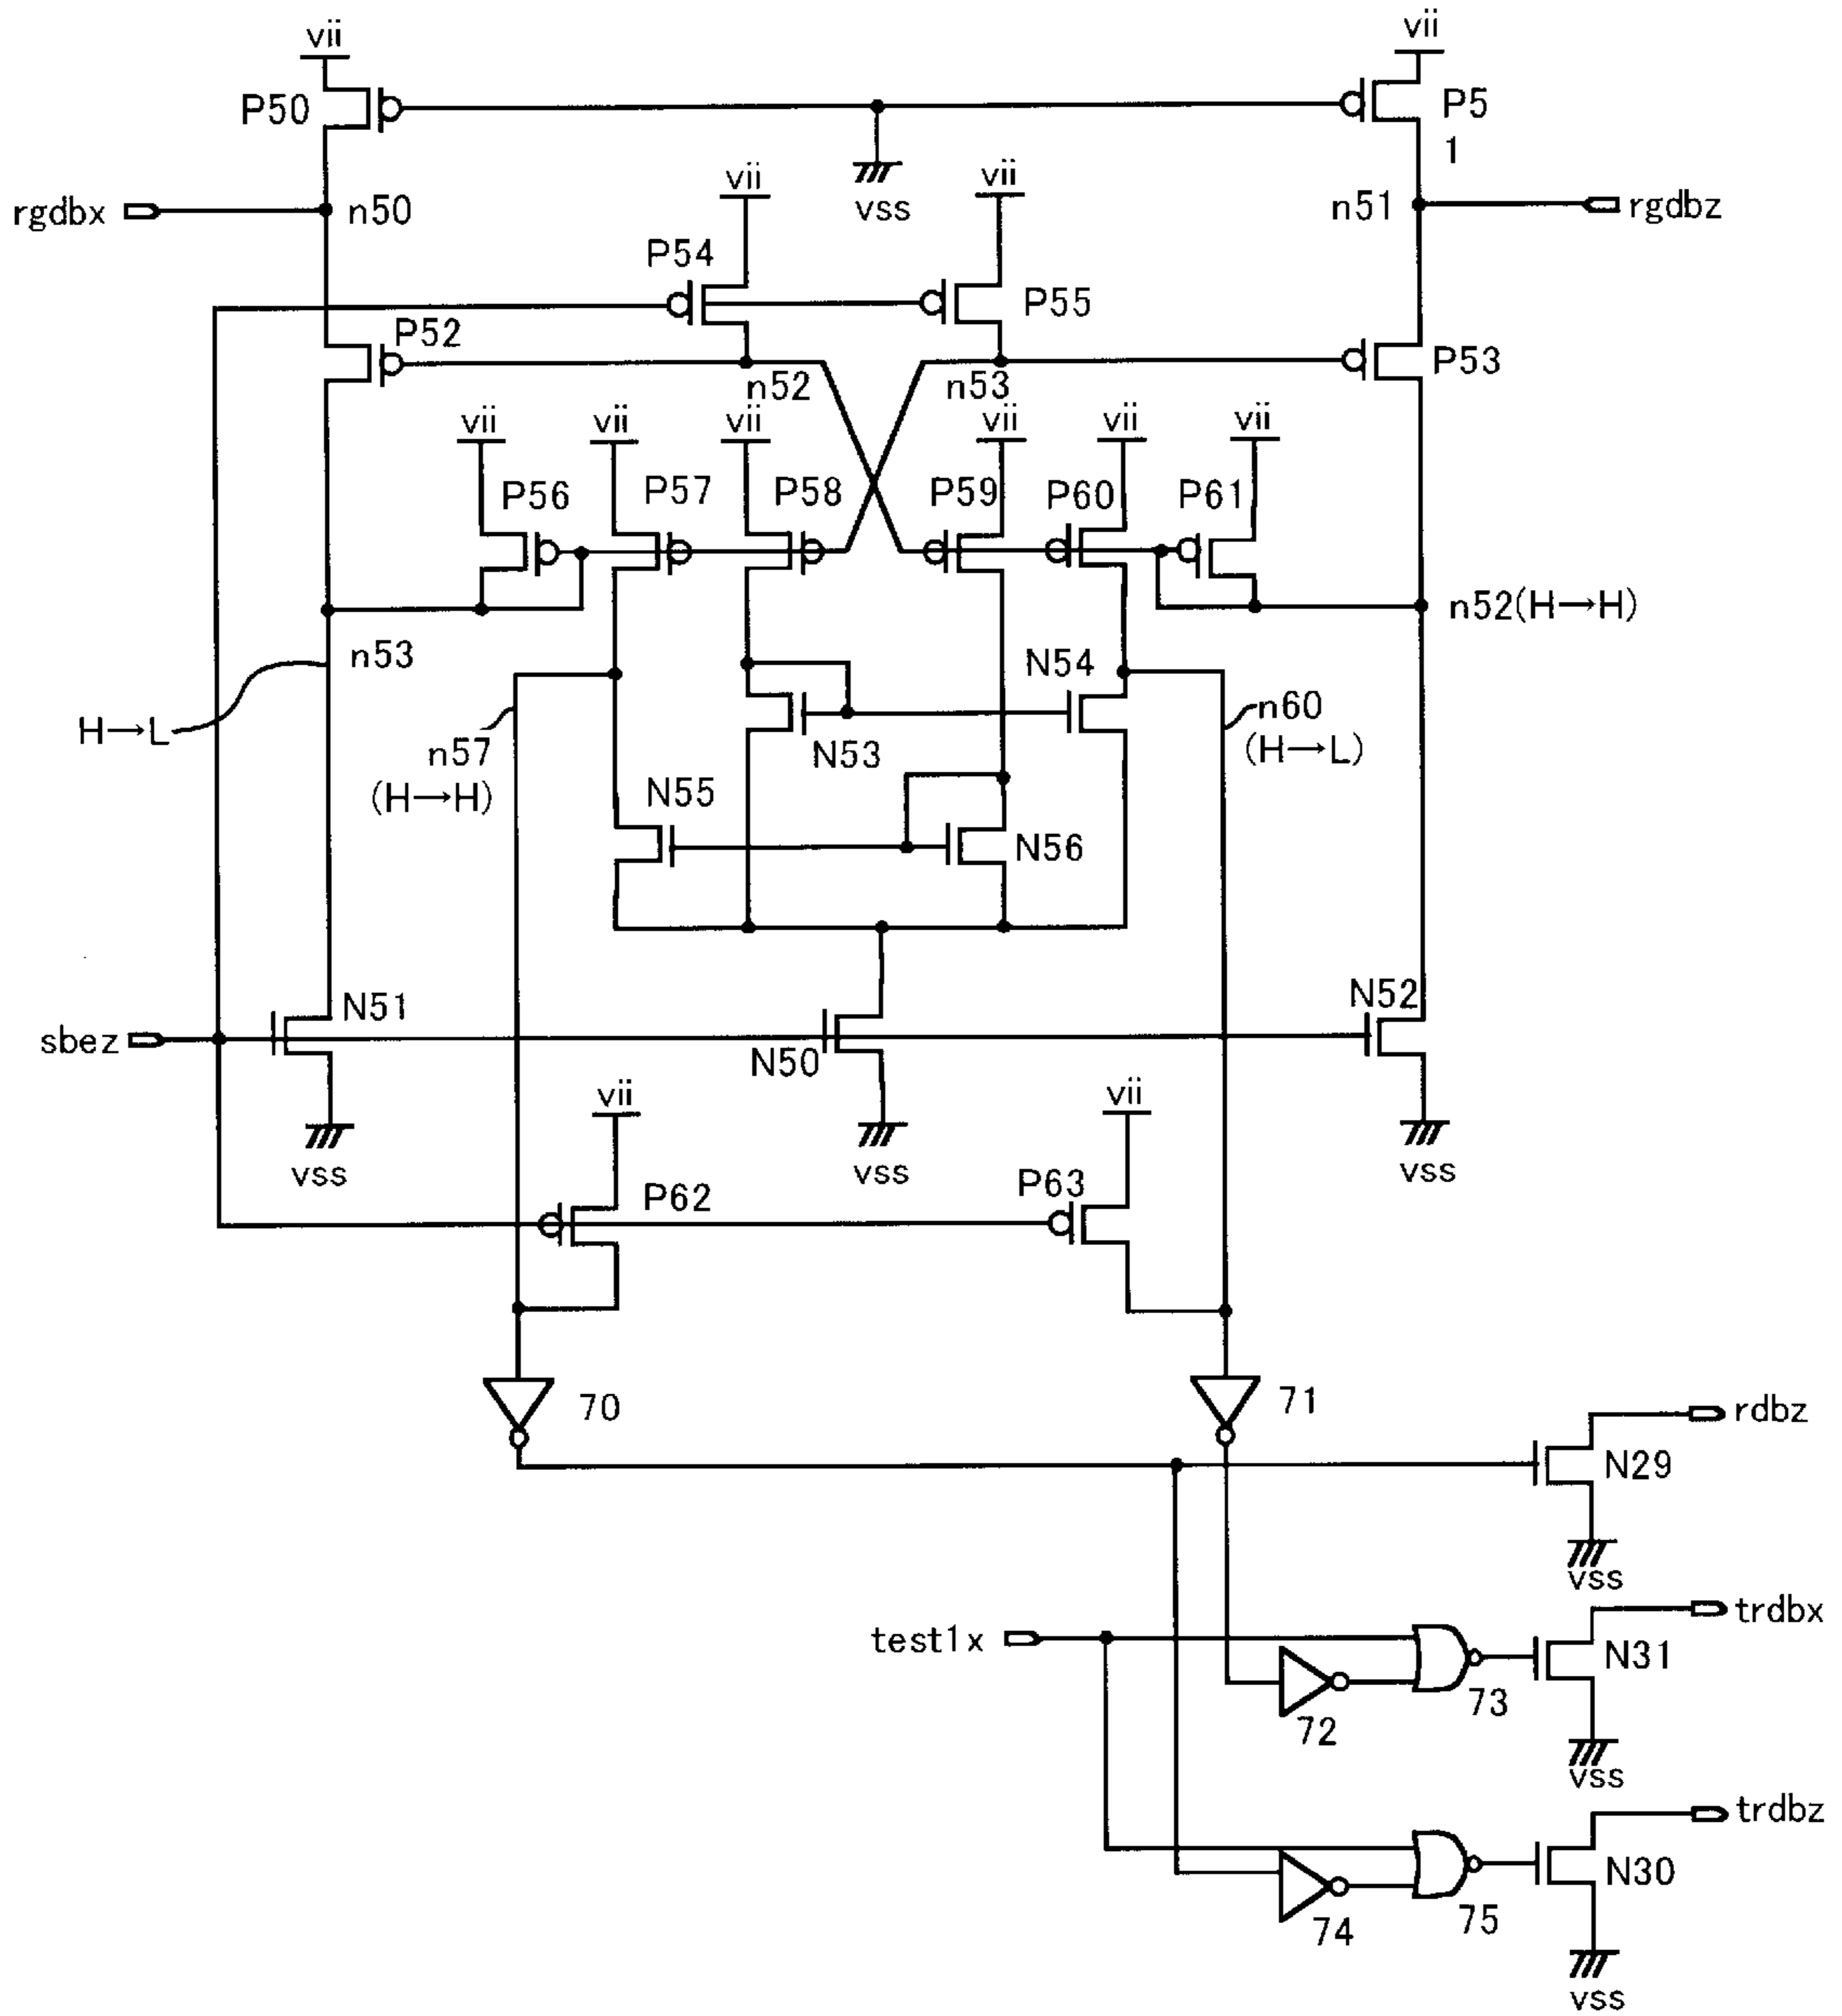 vii
vii
P50
P5
1
rgdbx
n50
vss
vii
vii
n51
rgdbz
P54
P55
P52
P53
n52
n53
vii
vii
vii
vii
vii
vii
P56
P57
P58
P59
P60
P61
n53
n52(H→H)
H→L
N54
n57
(H→H)
N53
n60
(H→L)
N55
N56
sbez
N51
N50
N52
vss
vss
vss
vii
vii
P62
P63
70
71
rdbz
N29
vss
trdbx
test1x
N31
72
73
vss
trdbz
N30
74
75
vss